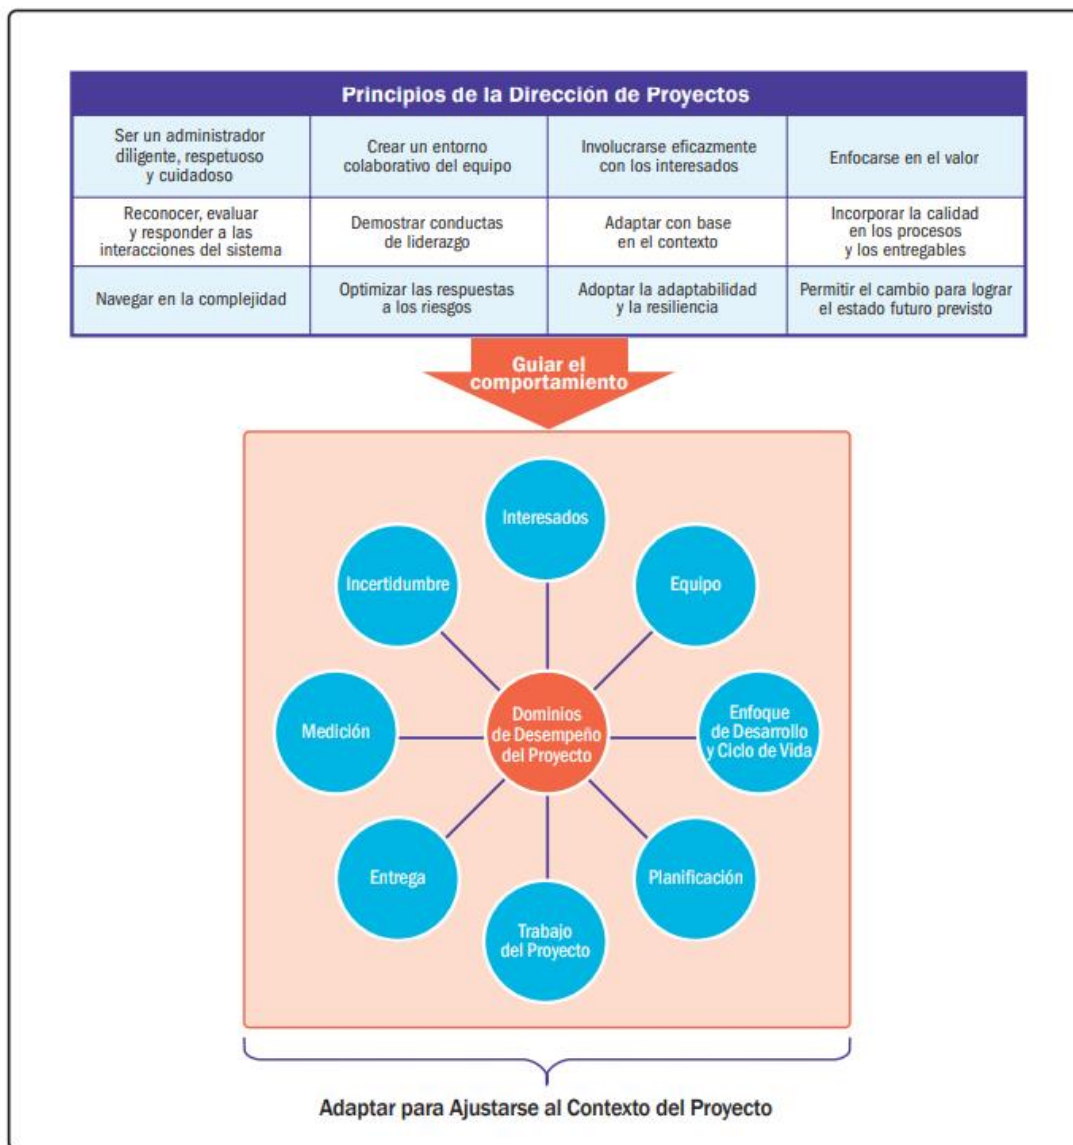 Principios de la Dirección de Proyectos
Ser un administrador
diligente, respetuoso
y cuidadoso
Crear un entorno
colaborativo del equipo
Involucrarse eficazmente
con los interesados
Enfocarse en el valor
Reconocer, evaluar
y responder a las
interacciones del sistema
Demostrar conductas
de liderazgo
Adaptar con base
en el contexto
Incorporar la calidad
en los procesos
y los entregables
Navegar en la complejidad
Optimizar las respuestas
a los riesgos
Adoptar la adaptabilidad
y la resiliencia
Permitir el cambio para lograr
el estado futuro previsto
Guiar el
comportamiento
Interesados
Incertidumbre
Equipo
Medición
Dominios
de Desempeño
del Proyecto
Enfoque
de Desarrollo
y Ciclo de Vida
Entrega
Planificación
Trabajo
del Proyecto
Adaptar para Ajustarse al Contexto del Proyecto